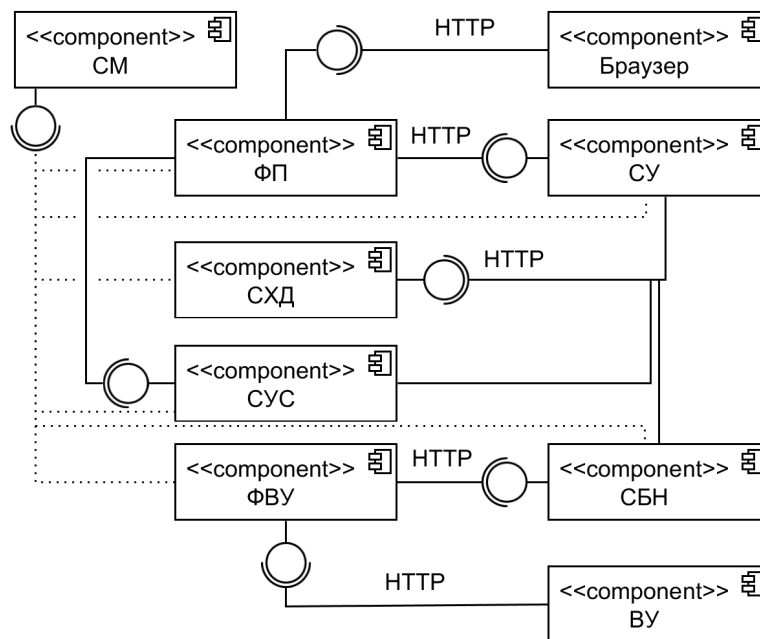 <<component>>
СМ
HTTP
<<component>>
Браузер
<<component>>
ФП
HTTP
<<component>>
СУ
<<component>>
СХД
HTTP
<<component>>
СУС
<<component>>
ФВУ
HTTP
<<component>>
СБН
HTTP
<<component>>
ВУ